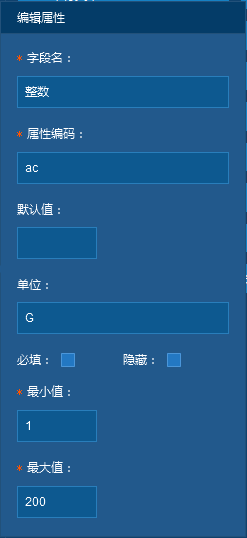 编辑属性
* 字段名：
整数
* 属性编码：
ac
默认值：
单位：
G
必填： 隐藏：
* 最小值：
1
* 最大值：
200